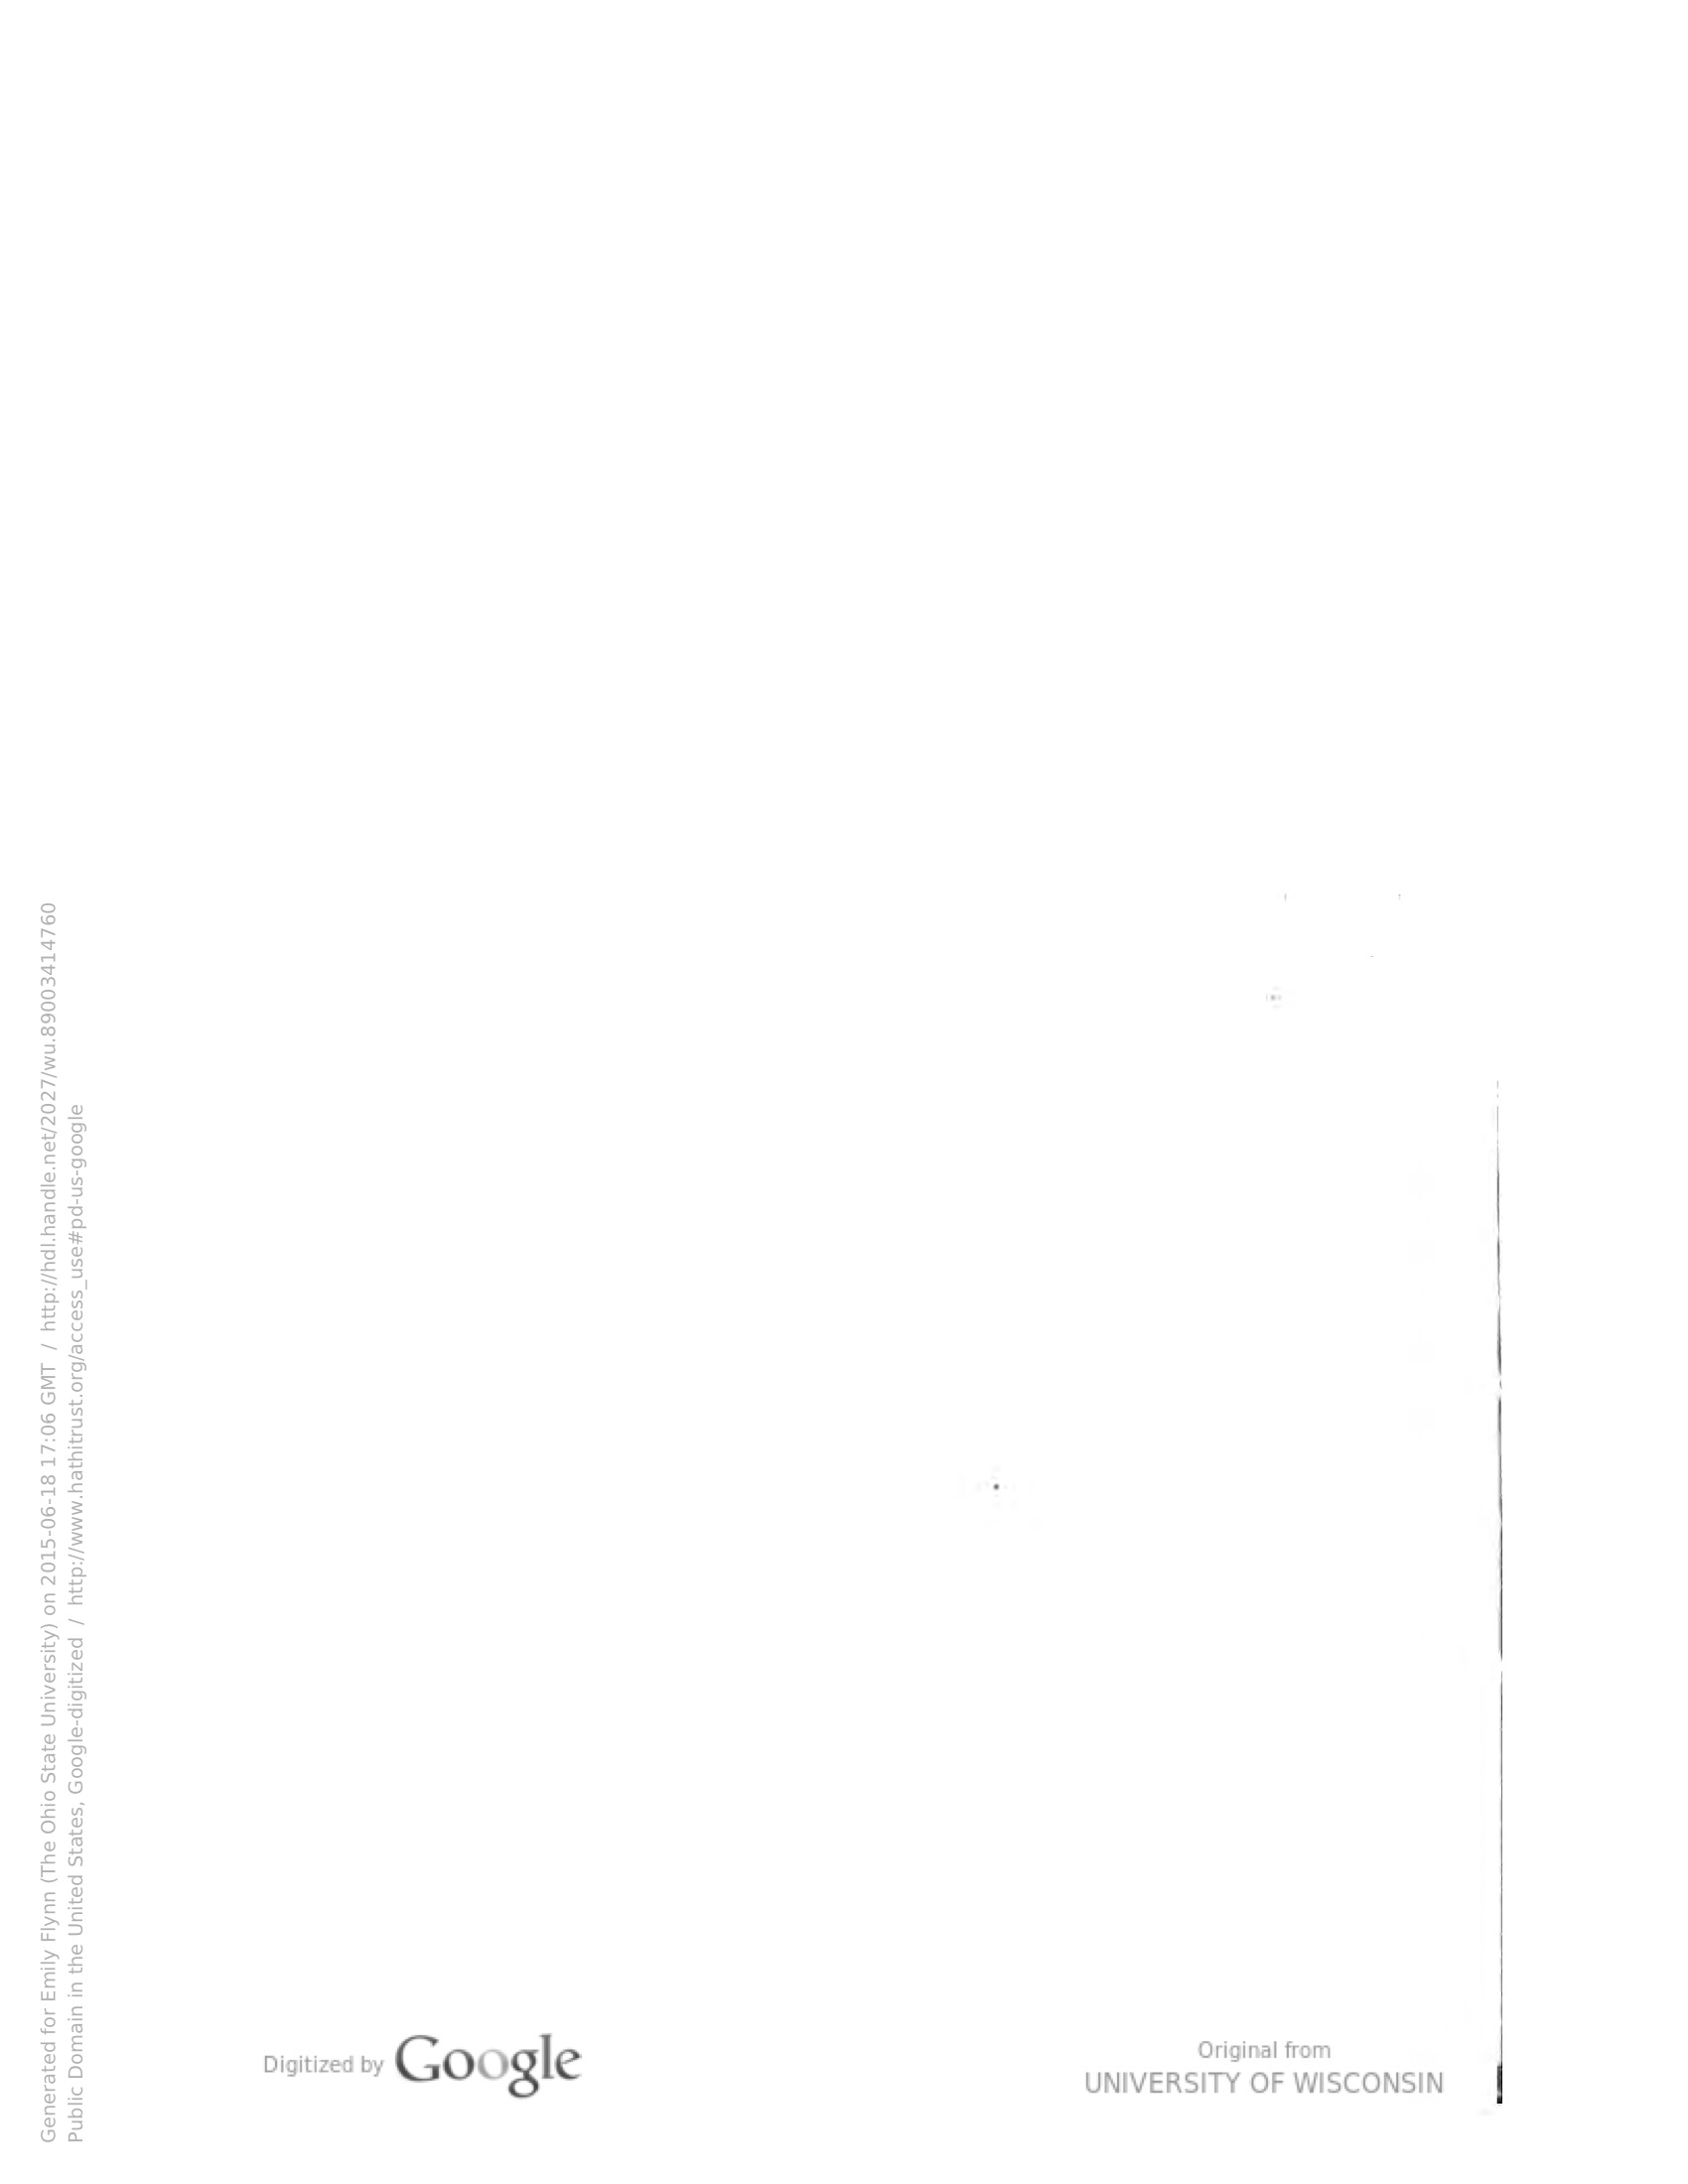 Generated for Emily Flynn (The Ohio State University) on 2015-06-18 17:06 GMT / http://hdl.handle.net/2027/wu.89003414760
Public Domain in the United States, Google-digitized / http://www.hathitrust.org/access_use#pd-us-google
Digitized by Google
Original from
UNIVERSITY OF WISCONSIN